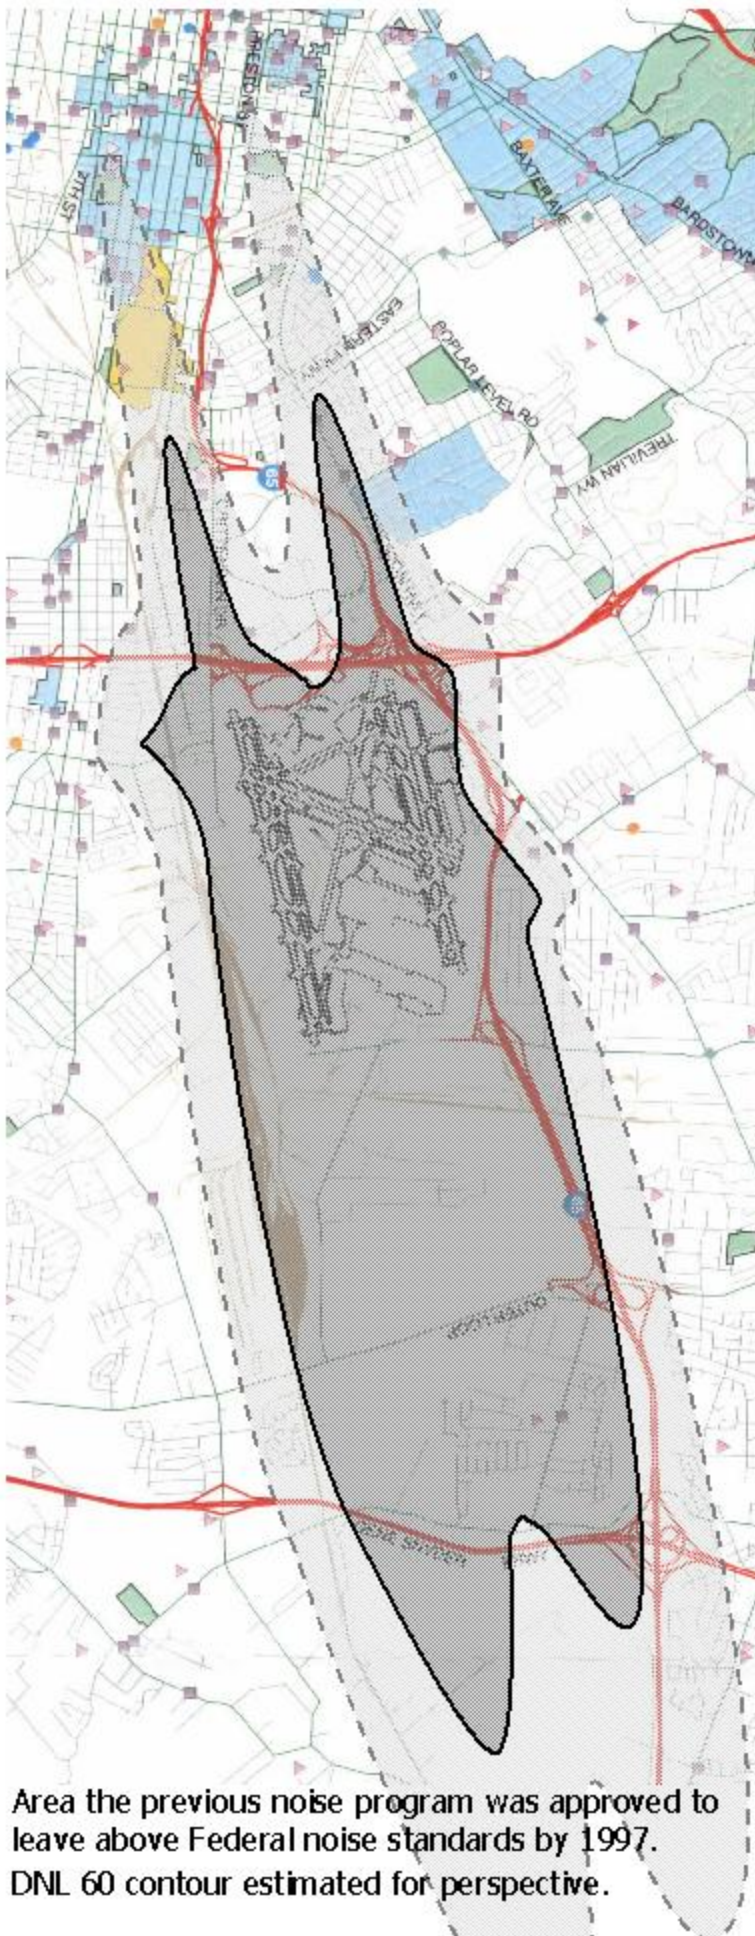 PRESTON ST
7TH ST
BAXTER AVE
BARDSTOWN
EASTERN PKWY
POPLAR LEVEL RD
TREVILIAN WY
65
OUTER LOOP
Area the previous noise program was approved to
leave above Federal noise standards by 1997.
DNL 60 contour estimated for perspective.